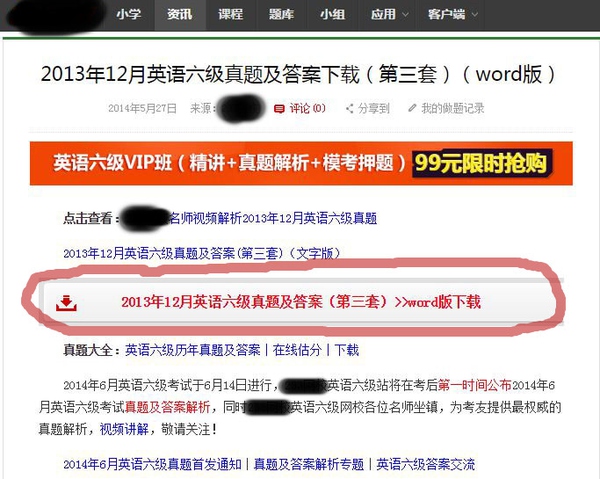 小学 资讯 课程 题库 小组 应用 客户端
2013年12月英语六级真题及答案下载（第三套）（word版）
2014年5月27日 来源: 评论(0) 分享到 我的做题记录
英语六级VIP班（精讲+真题解析+模考押题）99元限时抢购
点击查看： 名师视频解析2013年12月英语六级真题
2013年12月英语六级真题及答案(第三套)（文字版）
2013年12月英语六级真题及答案（第三套）>>word版下载
真题大全：英语六级历年真题及答案 | 在线估分 | 下载
2014年6月英语六级考试于6月14日进行， 英语六级站将在考后第一时间公布2014年6
月英语六级考试真题及答案解析，同时 英语六级网校各位名师坐镇，为考友提供最权威的
真题解析，视频讲解，敬请关注！
2014年6月英语六级真题首发通知 | 真题及答案解析专题 | 英语六级答案交流